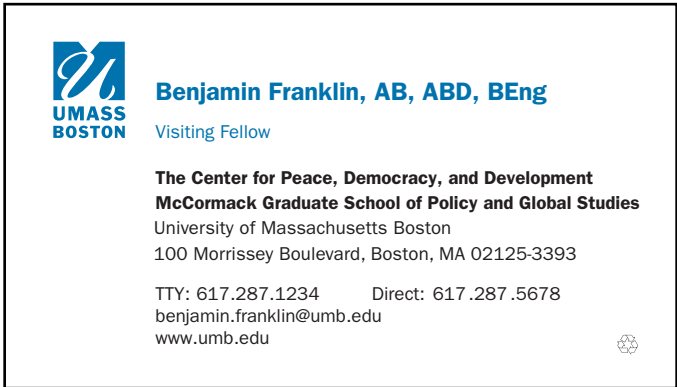 UMASS
BOSTON
Benjamin Franklin, AB, ABD, BEng
Visiting Fellow
The Center for Peace, Democracy, and Development
McCormack Graduate School of Policy and Global Studies
University of Massachusetts Boston
100 Morrissey Boulevard, Boston, MA 02125-3393
TTY: 617.287.1234 Direct: 617.287.5678
benjamin.franklin@umb.edu
www.umb.edu